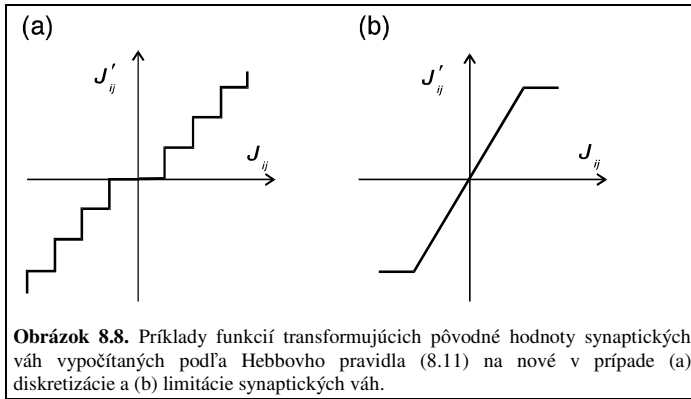 (a)
(b)
J'ij
J'ij
Jij
Jij
Obrázok 8.8. Príklady funkcií transformujúcich pôvodné hodnoty synaptických
váh vypočítaných podľa Hebbovho pravidla (8.11) na nové v prípade (a)
diskretizácie a (b) limitácie synaptických váh.